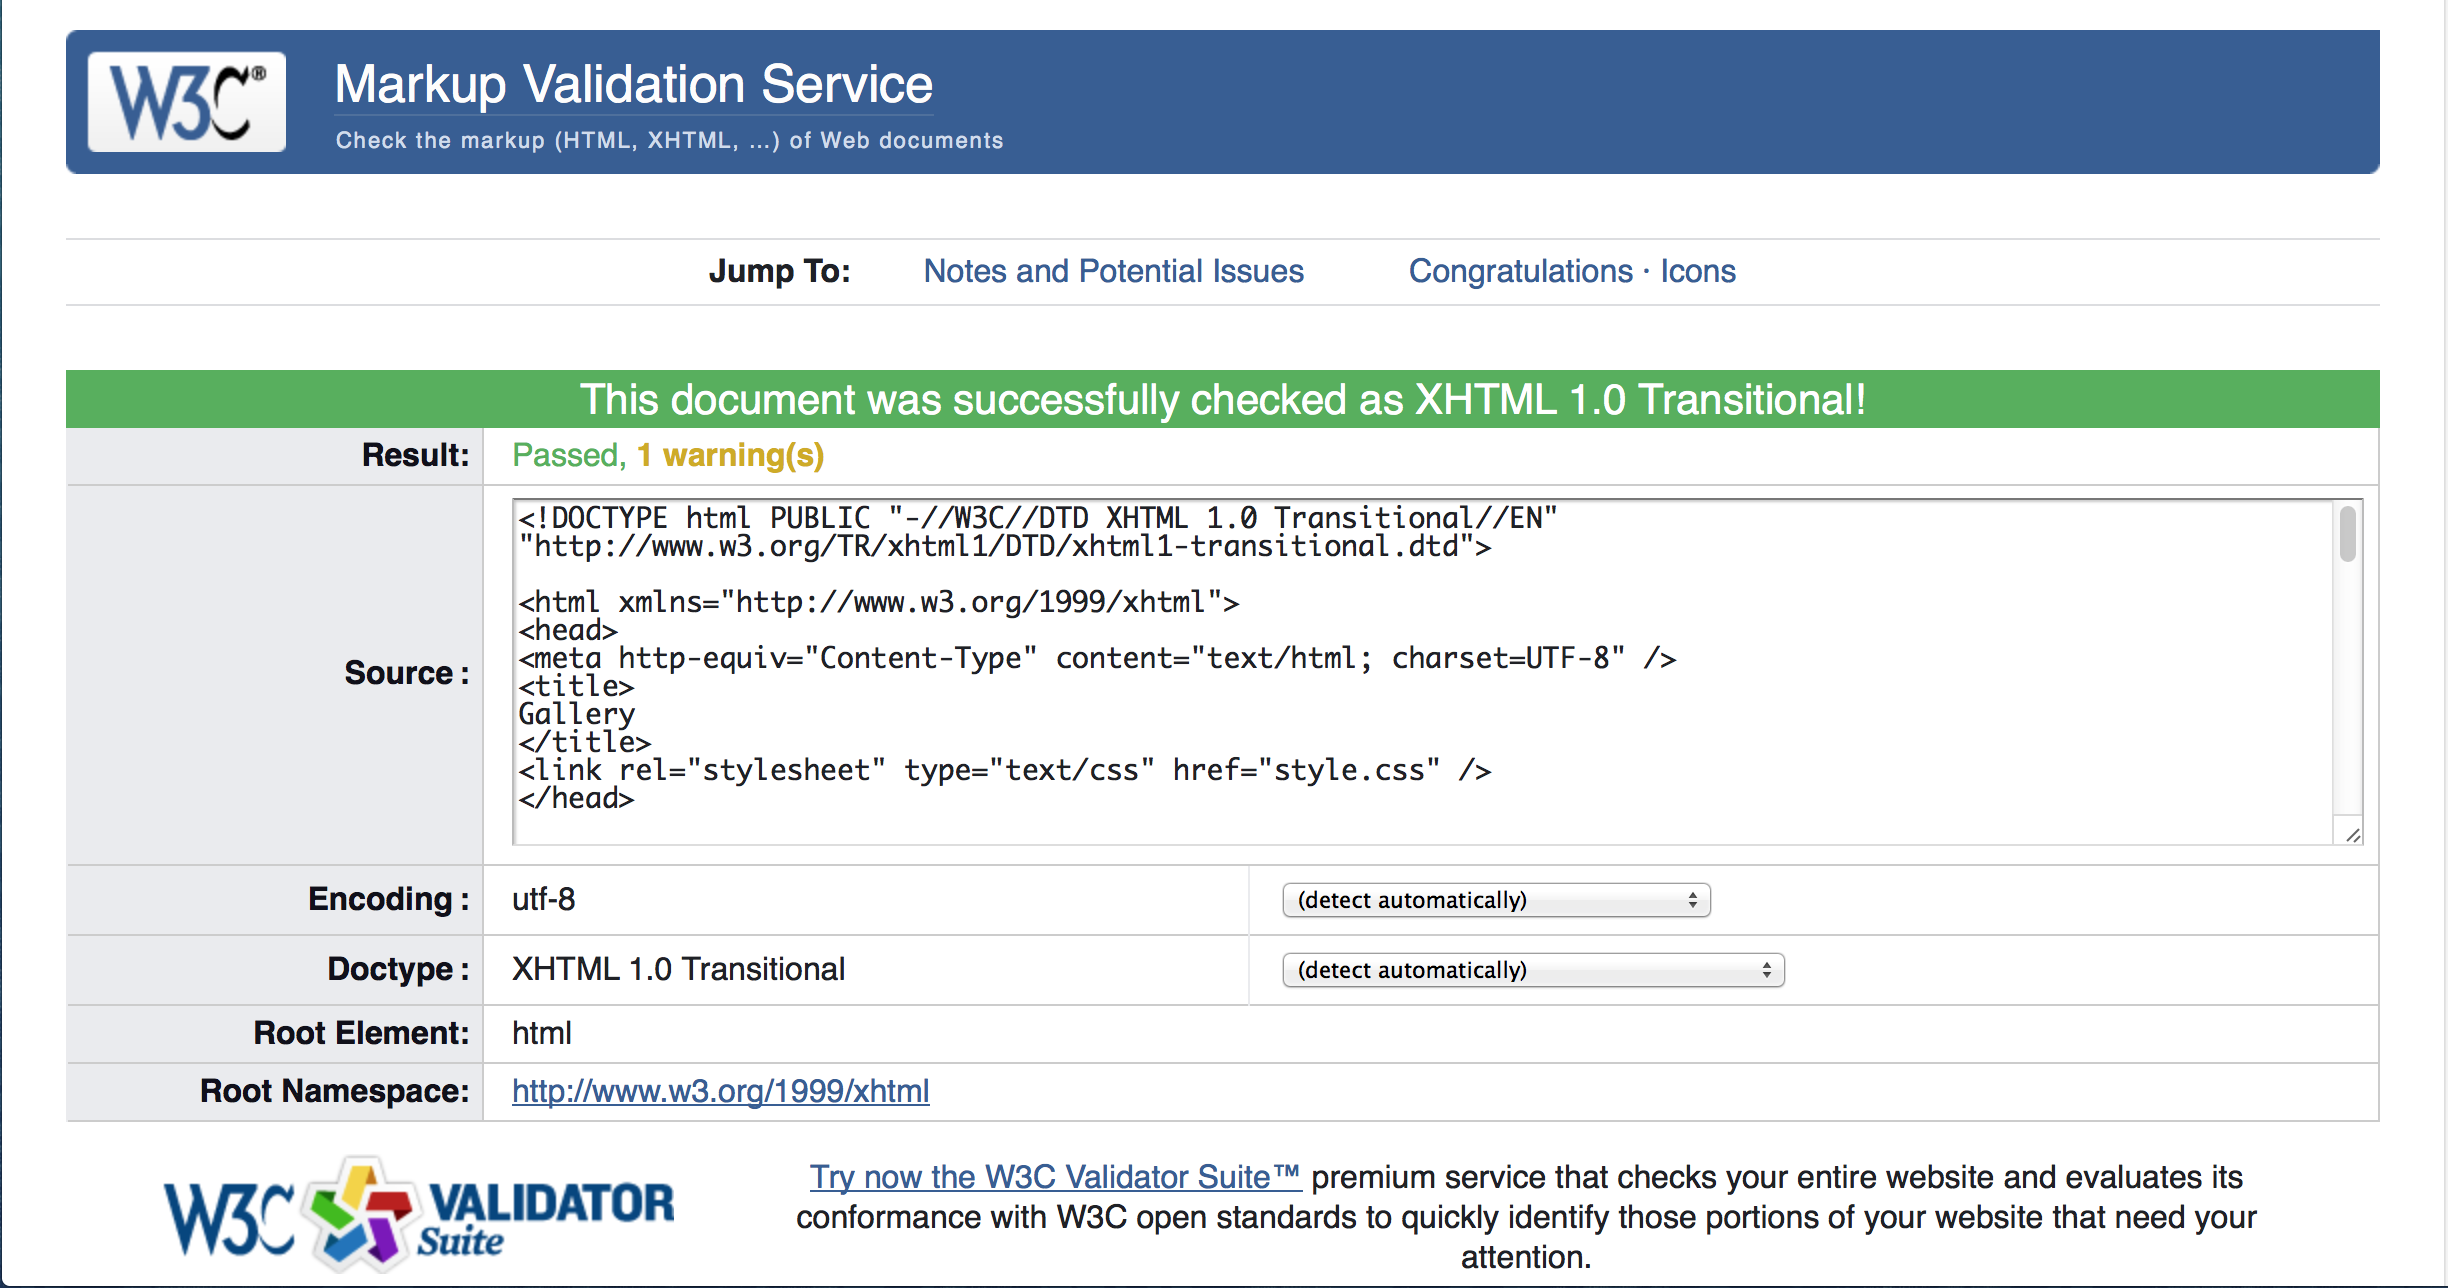 W3C®
Markup Validation Service
Check the markup (HTML, XHTML, ...) of Web documents
Jump To: Notes and Potential Issues Congratulations · Icons
This document was successfully checked as XHTML 1.0 Transitional!
Result: Passed, 1 warning(s)
Source :
<!DOCTYPE html PUBLIC "-//W3C//DTD XHTML 1.0 Transitional//EN"
"http://www.w3.org/TR/xhtml1/DTD/xhtml1-transitional.dtd">
<html xmlns="http://www.w3.org/1999/xhtml">
<head>
<meta http-equiv="Content-Type" content="text/html; charset=UTF-8" />
<title>
Gallery
</title>
<link rel="stylesheet" type="text/css" href="style.css" />
</head>
Encoding : utf-8 (detect automatically)
Doctype : XHTML 1.0 Transitional (detect automatically)
Root Element: html
Root Namespace: http://www.w3.org/1999/xhtml
W3C VALIDATOR
Suite
Try now the W3C Validator Suite™ premium service that checks your entire website and evaluates its
conformance with W3C open standards to quickly identify those portions of your website that need your
attention.